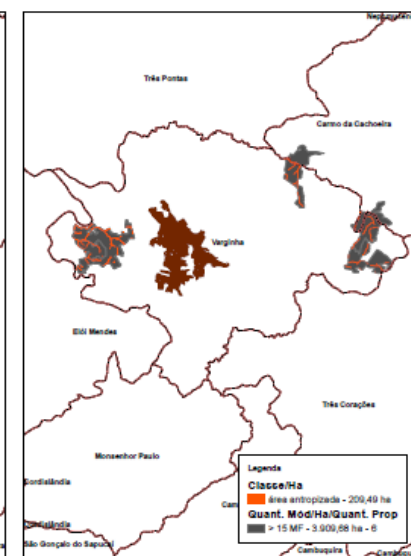 Três Pontas
Carmo da Cachoeira
Varginha
Elói Mendes
Três Corações
Monsenhor Paulo
Legenda
Classe/Ha
área antropizada - 209,49 ha
Quant. Mód/Ha/Quant. Prop
> 15 MF - 3.909,68 ha - 6
Cordislândia
Cam
Cordislândia
São Gonçalo do Sapucaí
Cambuquira